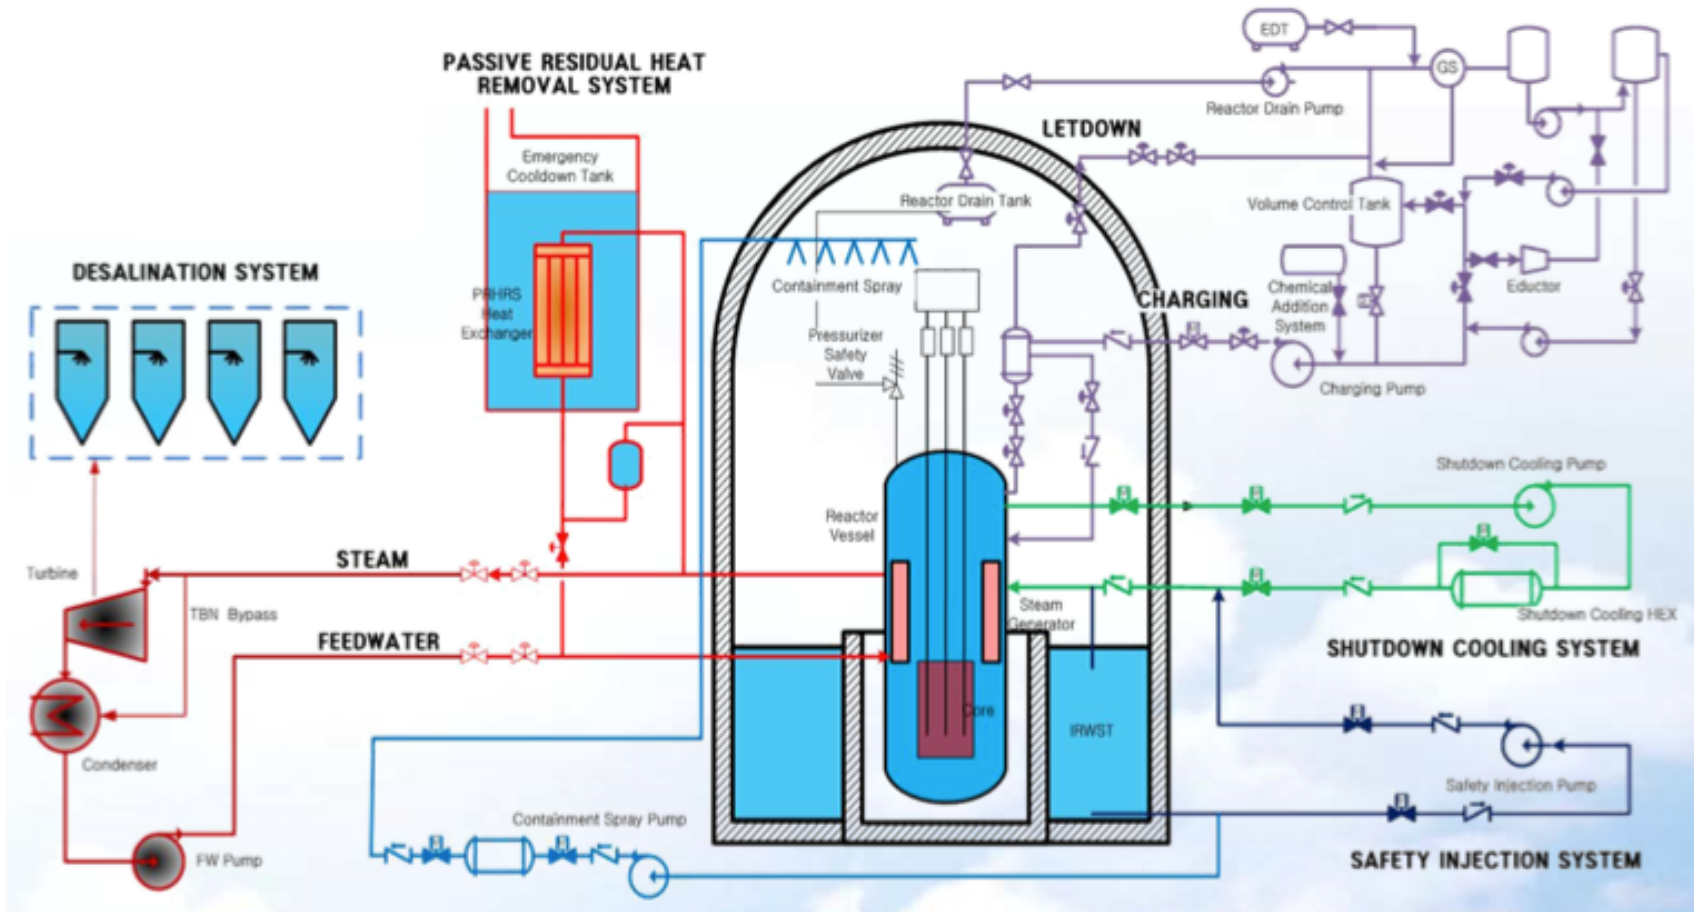 EDT
GS
PASSIVE RESIDUAL HEAT
REMOVAL SYSTEM
Reactor Drain Pump
LETDOWN
Emergency
Cooldown Tank
Reactor Drain Tank
Volume Control Tank
DESALINATION SYSTEM
Containment Spray
PRHRS
Heat
Exchanger
CHARGING
Chemical
Addition
System
Eductor
Pressurizer
Safety
Valve
Charging Pump
Shutdown Cooling Pump
Reactor
Vessel
STEAM
Turbine
TBN Bypass
Steam
Generator
Shutdown Cooling HEX
FEEDWATER
SHUTDOWN COOLING SYSTEM
Core
IRWST
Condenser
Safety Injection Pump
Containment Spray Pump
FW Pump
SAFETY INJECTION SYSTEM